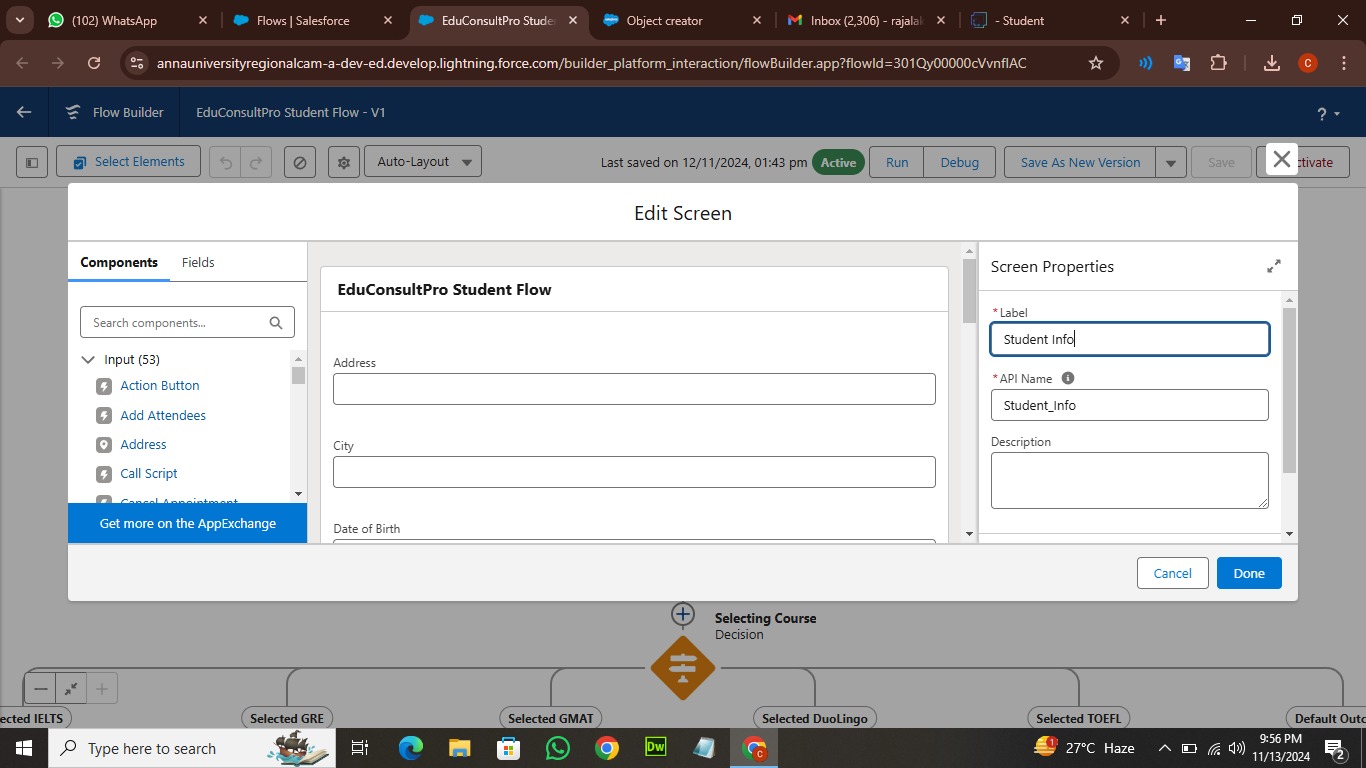 (102) WhatsApp
Flows | Salesforce
EduConsultPro Stude
Object creator
Inbox (2,306) - rajalal
- Student
annauniversityregionalcam-a-dev-ed.develop.lightning.force.com/builder_platform_interaction/flowBuilder.app?flowId=301Qy00000cVvnfIAC
C
Flow Builder
EduConsultPro Student Flow - V1
?
Select Elements
Auto-Layout
Last saved on 12/11/2024, 01:43 pm
Active
Run
Debug
Save As New Version
Save
ctivate
Edit Screen
Components
Fields
Search components...
Input (53)
Action Button
Add Attendees
Address
Call Script
Cancel Appointment
Get more on the AppExchange
EduConsultPro Student Flow
Address
City
Date of Birth
Screen Properties
*Label
Student Info
*API Name
Student_Info
Description
Cancel
Done
Selecting Course
Decision
ected IELTS
Selected GRE
Selected GMAT
Selected DuoLingo
Selected TOEFL
Default Outc
Type here to search
Dw
C
1
27°C Haze
9:56 PM
11/13/2024
2